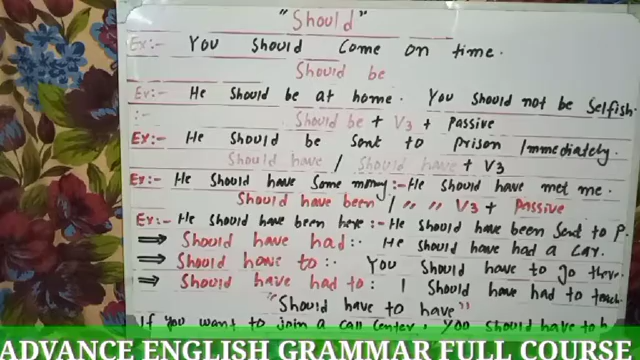 "Should"
Ex:- You Should Come on time.
Should be
Ex:- He Should be at home. You Should not be Selfish.
:- Should be + V3 + Passive
Ex:- He Should be Sent to Prison Immediately.
Should have / Should have + V3
Ex:- He Should have Some money:- He Should have met me.
Should have been / " " V3 + Passive
Ex:- He Should have been here:- He Should have been Sent to P.
⇒ Should have had:- He Should have had a Car.
⇒ Should have to:- You Should have to go there.
⇒ Should have had to: I Should have had to teach.
"Should have to have"
If you want to join a Call Center, you Should have to h
ADVANCE ENGLISH GRAMMAR FULL COURSE